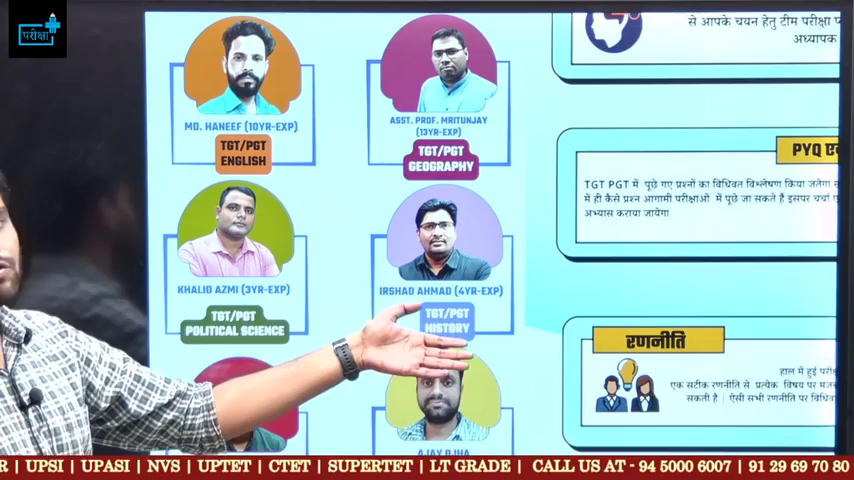 परीक्षा
MD. HANEEF (10YR-EXP)
TGT/PGT
ENGLISH
ASST. PROF. MRITUNJAY
(13YR-EXP)
TGT/PGT
GEOGRAPHY
KHALID AZMI (3YR-EXP)
TGT/PGT
POLITICAL SCIENCE
IRSHAD AHMAD (4YR-EXP)
TGT/PGT
HISTORY
AJAY OJHA
से आपके चयन हेतु टीम परीक्षा
अध्यापक
PYQ
TGT PGT में पूछे गए प्रश्नों का विधिवत विश्लेषण किया जाऐगा
में ही कैसे प्रश्न आगामी परीक्षाओं में पूछे जा सकते हैं इसपर चर्चा
अभ्यास कराया जायेगा
रणनीति
हाल में हुई
एक सटीक रणनीति से प्रत्येक विषय पर
सकती है | ऐसी सभी रणनीति पर
R | UPSI | UPASI | NVS | UPTET | CTET | SUPERTET | LT GRADE | CALL US AT - 94 5000 6007 | 91 29 69 70 80